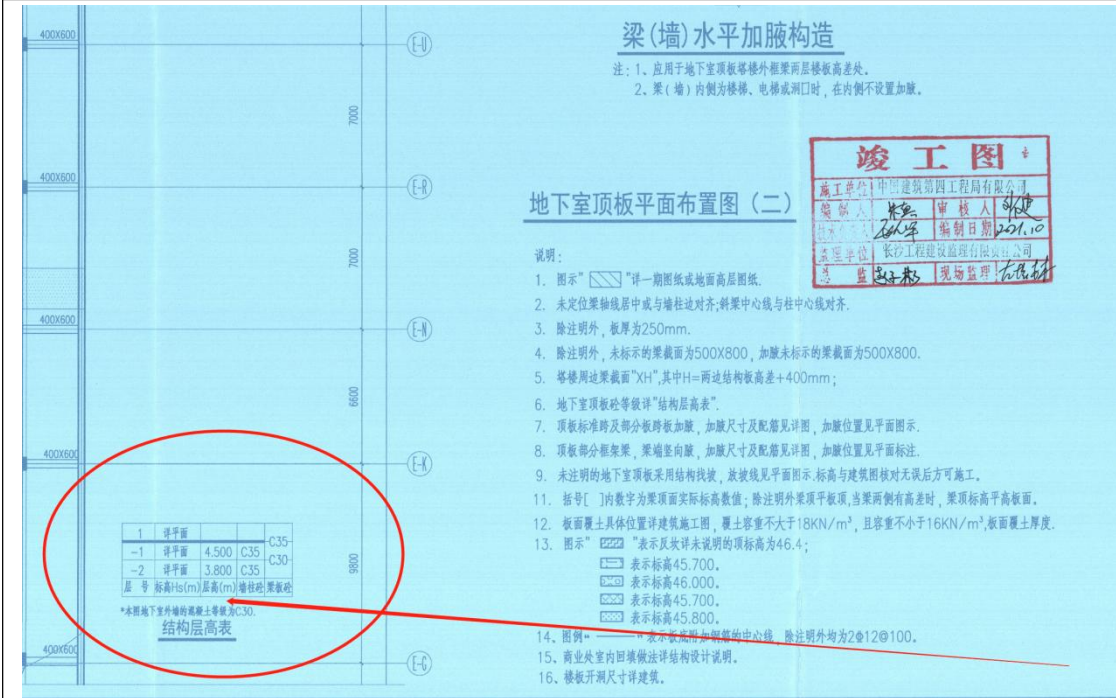 400X600
E-U
7000
400X600
E-R
7000
400X600
E-N
6600
400X600
E-K
9800
400X600
E-G
1 详平面
C35
-1 详平面 4.500 C35
C30
-2 详平面 3.800 C35
层 号 标高Hs(m) 层高(m) 墙柱砼 梁板砼
*本图地下室外墙的混凝土等级为C30.
结构层高表
梁(墙)水平加腋构造
注：1、应用于地下室顶板塔楼外框梁两层楼板高差处。
2、梁(墙)内侧为楼梯、电梯或洞口时，在内侧不设置加腋。
竣工图
施工单位 中国建筑第四工程局有限公司
编制人 审核人
编制日期 2021.10
监理单位 长沙工程建设监理有限责任公司
总监 现场监理
地下室顶板平面布置图（二）
说明：
1. 图示" "详一期图纸或地面高层图纸.
2. 未定位梁轴线居中或与墙柱边对齐;斜梁中心线与柱中心线对齐.
3. 除注明外，板厚为250mm.
4. 除注明外，未标示的梁截面为500X800，加腋未标示的梁截面为500X800.
5. 塔楼周边梁截面"XH",其中H=两边结构板高差+400mm；
6. 地下室顶板砼等级详"结构层高表".
7. 顶板标准跨及部分板跨板加腋，加腋尺寸及配筋见详图，加腋位置见平面图示.
8. 顶板部分框架梁，梁端竖向腋，加腋尺寸及配筋见详图，加腋位置见平面标注.
9. 未注明的地下室顶板采用结构找坡，放坡线见平面图示.标高与建筑图核对无误后方可施工。
11. 括号[ ]内数字为梁顶面实际标高数值；除注明外梁项平板项,当梁两侧有高差时，梁顶标高平高板面。
12. 板面覆土具体位置详建筑施工图，覆土容重不大于18KN/m³，且容重不小于16KN/m³,板面覆土厚度.
13. 图示" "表示反坎详未说明的顶标高为46.4；
表示标高45.700。
表示标高46.000。
表示标高45.700。
表示标高45.800。
14、图例" "表示板底附加钢筋的中心线，除注明外均为2Φ12@100。
15、商业处室内回填做法详结构设计说明。
16、楼板开洞尺寸详建筑。